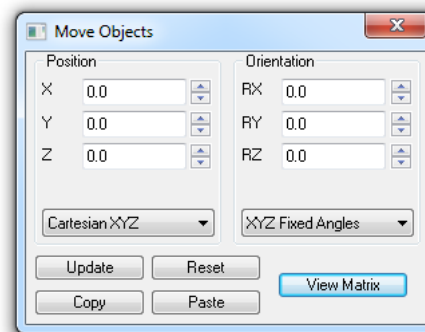 Move Objects
Position Orientation
X 0.0 RX 0.0
Y 0.0 RY 0.0
Z 0.0 RZ 0.0
Cartesian XYZ XYZ Fixed Angles
Update Reset
View Matrix
Copy Paste